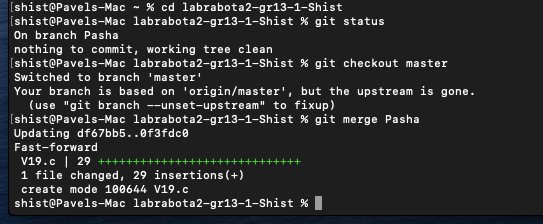 [shist@Pavels-Mac ~ % cd labrabota2-gr13-1-Shist
[shist@Pavels-Mac labrabota2-gr13-1-Shist % git status
On branch Pasha
nothing to commit, working tree clean
[shist@Pavels-Mac labrabota2-gr13-1-Shist % git checkout master
Switched to branch 'master'
Your branch is based on 'origin/master', but the upstream is gone.
  (use "git branch --unset-upstream" to fixup)
[shist@Pavels-Mac labrabota2-gr13-1-Shist % git merge Pasha
Updating df67bb5..0f3fdc0
Fast-forward
 V19.c | 29 +++++++++++++++++++++++++++++
 1 file changed, 29 insertions(+)
 create mode 100644 V19.c
shist@Pavels-Mac labrabota2-gr13-1-Shist %